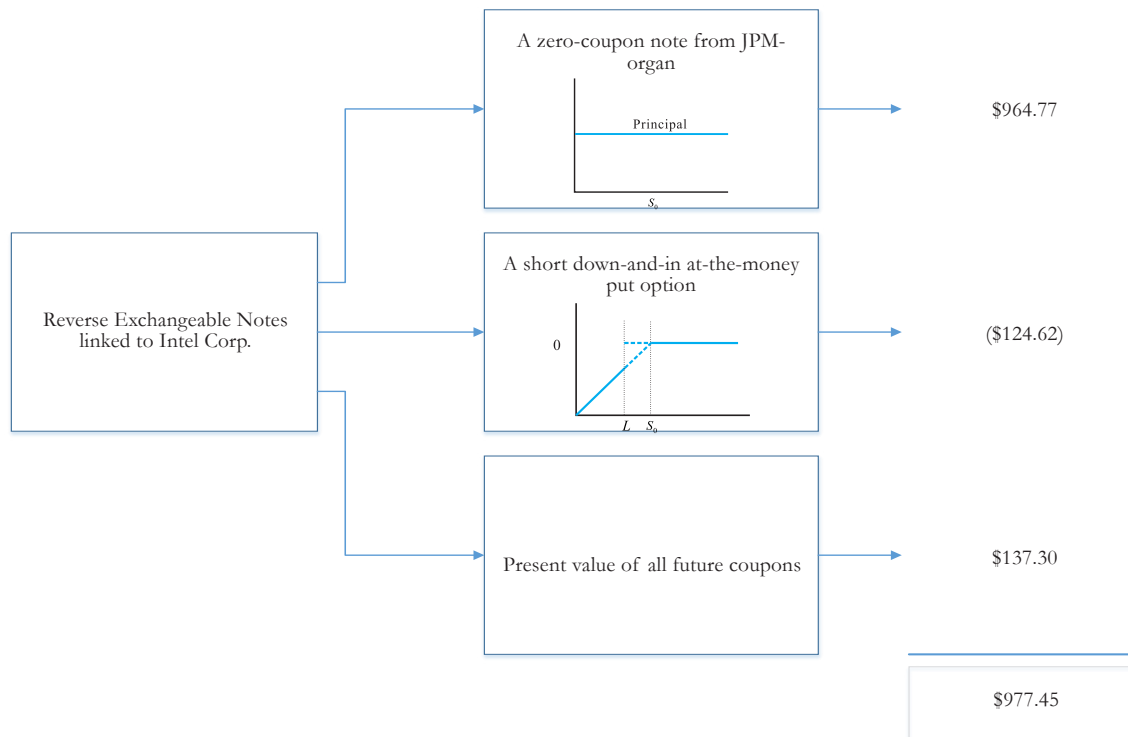 A zero-coupon note from JPM-
organ
Principal
S₀
$964.77
Reverse Exchangeable Notes
linked to Intel Corp.
A short down-and-in at-the-money
put option
0
L S₀
($124.62)
Present value of all future coupons
$137.30
$977.45